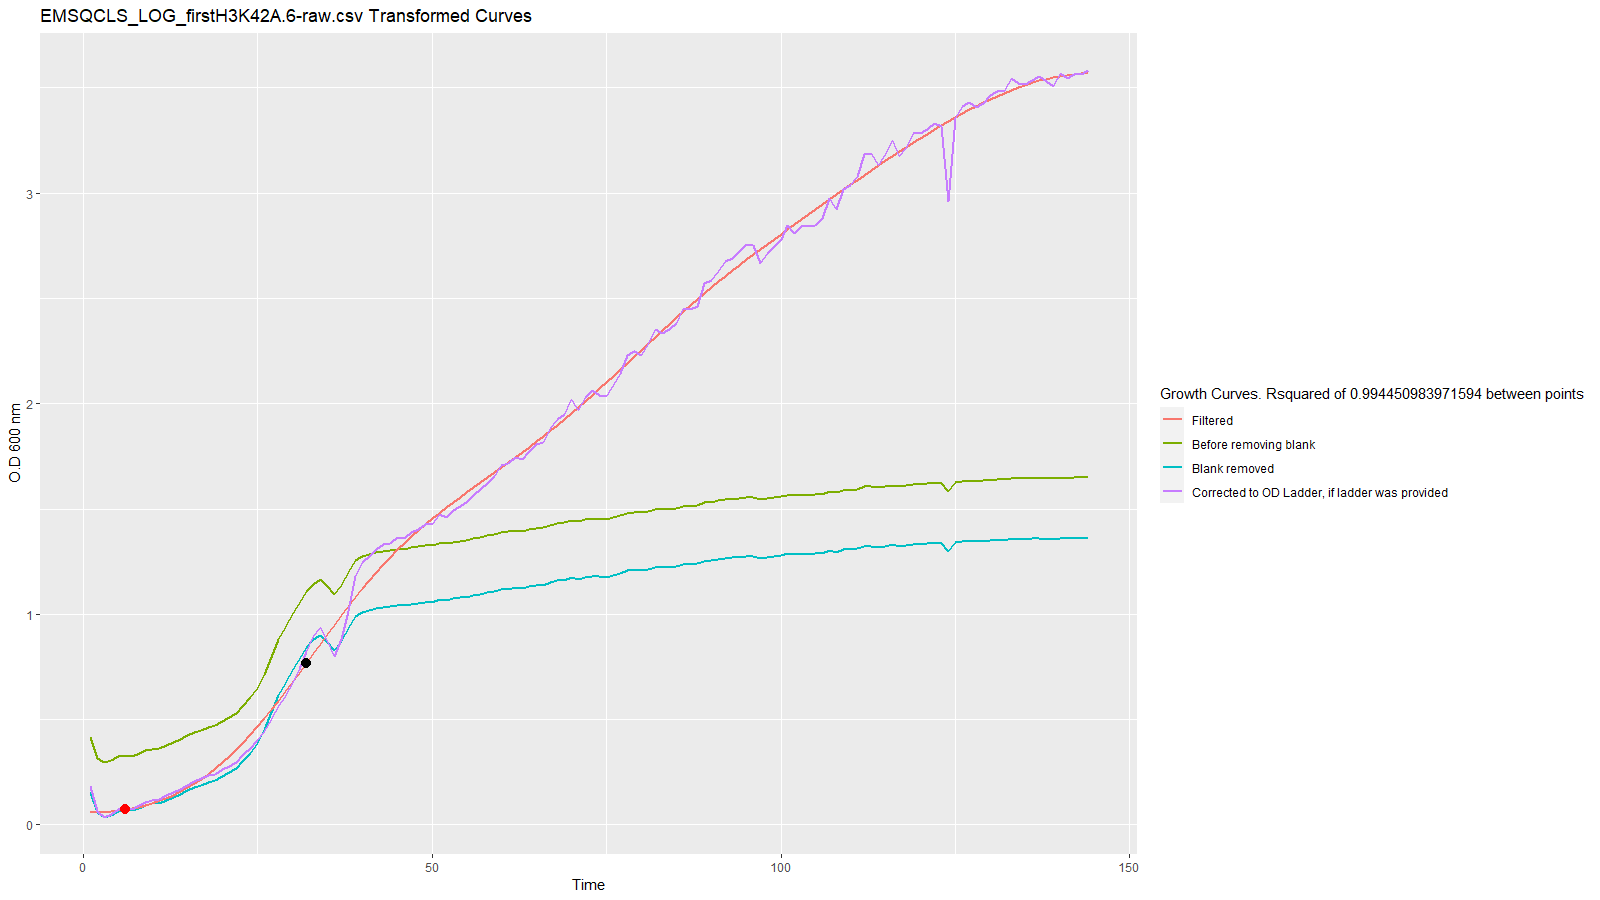 EMSQCLS_LOG_firstH3K42A.6-raw.csv Transformed Curves
3
2
1
0
O.D 600 nm
0
50
100
150
Time
Growth Curves. Rsquared of 0.994450983971594 between points
Filtered
Before removing blank
Blank removed
Corrected to OD Ladder, if ladder was provided